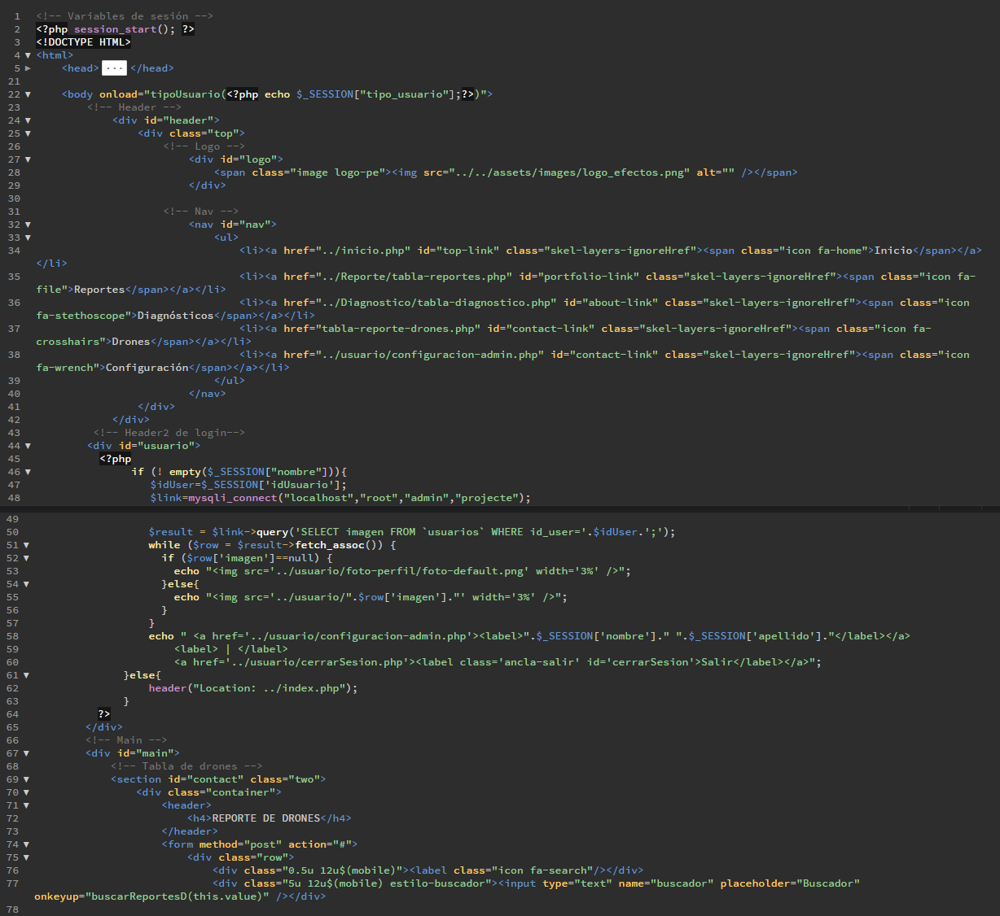 1 <!-- Variables de sesión -->
2 <?php session_start(); ?>
3 <!DOCTYPE HTML>
4 <html>
5 <head> ... </head>
21
22 <body onload="tipoUsuario(<?php echo $_SESSION["tipo_usuario"];?>)">
23 <!-- Header -->
24 <div id="header">
25 <div class="top">
26 <!-- Logo -->
27 <div id="logo">
28 <span class="image logo-pe"><img src="../../assets/images/logo_efectos.png" alt="" /></span>
29 </div>
30
31 <!-- Nav -->
32 <nav id="nav">
33 <ul>
34 <li><a href="../inicio.php" id="top-link" class="skel-layers-ignoreHref"><span class="icon fa-home">Inicio</span></a>
</li>
35 <li><a href="../Reporte/tabla-reportes.php" id="portfolio-link" class="skel-layers-ignoreHref"><span class="icon fa-
file">Reportes</span></a></li>
36 <li><a href="../Diagnostico/tabla-diagnostico.php" id="about-link" class="skel-layers-ignoreHref"><span class="icon
fa-stethoscope">Diagnósticos</span></a></li>
37 <li><a href="tabla-reporte-drones.php" id="contact-link" class="skel-layers-ignoreHref"><span class="icon fa-
crosshairs">Drones</span></a></li>
38 <li><a href="../usuario/configuracion-admin.php" id="contact-link" class="skel-layers-ignoreHref"><span class="icon
fa-wrench">Configuración</span></a></li>
39 </ul>
40 </nav>
41 </div>
42 </div>
43 <!-- Header2 de login-->
44 <div id="usuario">
45 <?php
46 if (! empty($_SESSION["nombre"])){
47 $idUser=$_SESSION['idUsuario'];
48 $link=mysqli_connect("localhost","root","admin","projecte");
49
50 $result = $link->query('SELECT imagen FROM `usuarios` WHERE id_user='.$idUser.';');
51 while ($row = $result->fetch_assoc()) {
52 if ($row['imagen']==null) {
53 echo "<img src='../usuario/foto-perfil/foto-default.png' width='3%' />";
54 }else{
55 echo "<img src='../usuario/".$row['imagen']."' width='3%' />";
56 }
57 }
58 echo " <a href='../usuario/configuracion-admin.php'><label>".$_SESSION['nombre']." ".$_SESSION['apellido']."</label></a>
59 <label> | </label>
60 <a href='../usuario/cerrarSesion.php'><label class='ancla-salir' id='cerrarSesion'>Salir</label></a>";
61 }else{
62 header("Location: ../index.php");
63 }
64 ?>
65 </div>
66 <!-- Main -->
67 <div id="main">
68 <!-- Tabla de drones -->
69 <section id="contact" class="two">
70 <div class="container">
71 <header>
72 <h4>REPORTE DE DRONES</h4>
73 </header>
74 <form method="post" action="#">
75 <div class="row">
76 <div class="0.5u 12u$(mobile)"><label class="icon fa-search"/></div>
77 <div class="5u 12u$(mobile) estilo-buscador"><input type="text" name="buscador" placeholder="Buscador"
onkeyup="buscarReportesD(this.value)" /></div>
78